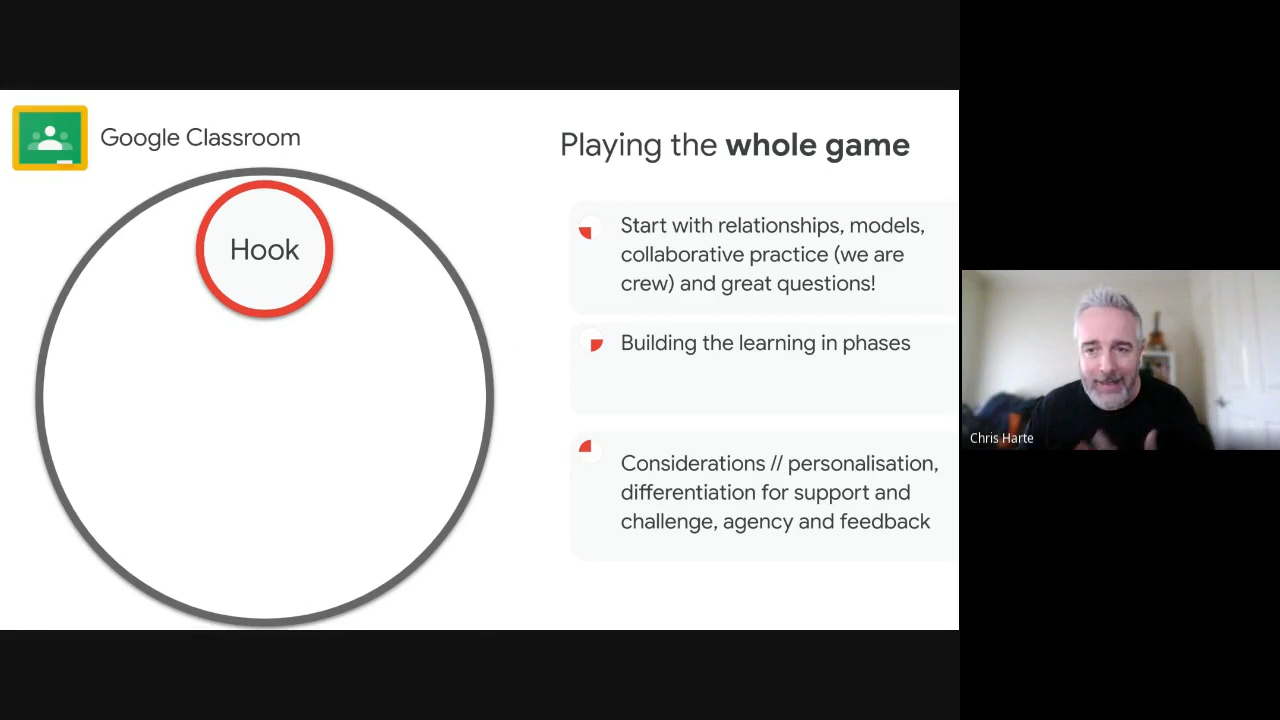 Google Classroom
Hook
Playing the whole game
Start with relationships, models,
collaborative practice (we are
crew) and great questions!
Building the learning in phases
Considerations // personalisation,
differentiation for support and
challenge, agency and feedback
Chris Harte